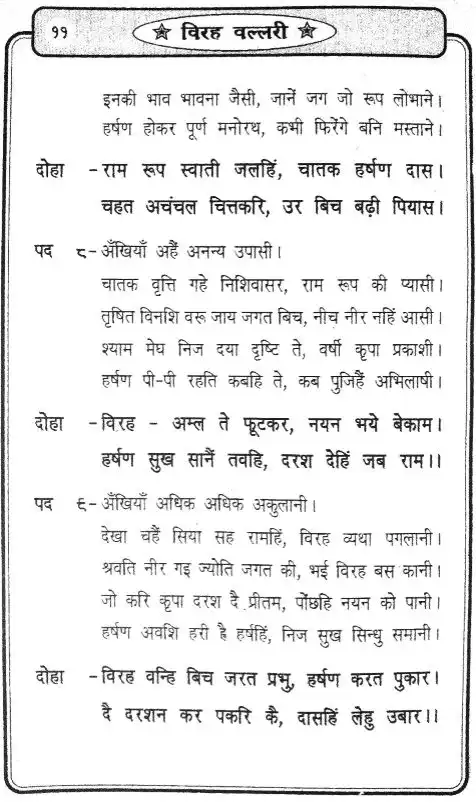 ११
★ विरह वल्लरी ★
इनकी भाव भावना जैसी, जानें जग जो रूप लोभाने।
हर्षण होकर पूर्ण मनोरथ, कभी फिरेंगे बनि मस्ताने।
दोहा - राम रूप स्वाती जलहिं, चातक हर्षण दास।
चहत अचंचल चित्तकरि, उर बिच बढ़ी पियास।
पद ८- अँखियाँ अहैं अनन्य उपासी।
चातक वृत्ति गहे निशिवासर, राम रूप की प्यासी।
तृषित विनशि वरू जाय जगत बिच, नीच नीर नहिं आसी।
श्याम मेघ निज दया दृष्टि ते, वर्षी कृपा प्रकाशी।
हर्षण पी-पी रहति कबहि ते, कब पुजिहैं अभिलाषी।
दोहा - विरह - अम्ल ते फूटकर, नयन भये बेकाम।
हर्षण सुख सानैं तवहि, दरश देहिं जब राम।।
पद ९- अँखियाँ अधिक अधिक अकुलानी।
देखा चहैं सिया सह रामहिं, विरह व्यथा पगलानी।
श्रवति नीर गइ ज्योति जगत की, भई विरह बस कानी।
जो करि कृपा दरश दै प्रीतम, पोंछहि नयन को पानी।
हर्षण अवशि हरी है हर्षहिं, निज सुख सिन्धु समानी।
दोहा - विरह वन्हि बिच जरत प्रभु, हर्षण करत पुकार।
दै दरशन कर पकरि कै, दासहिं लेहु उबार।।